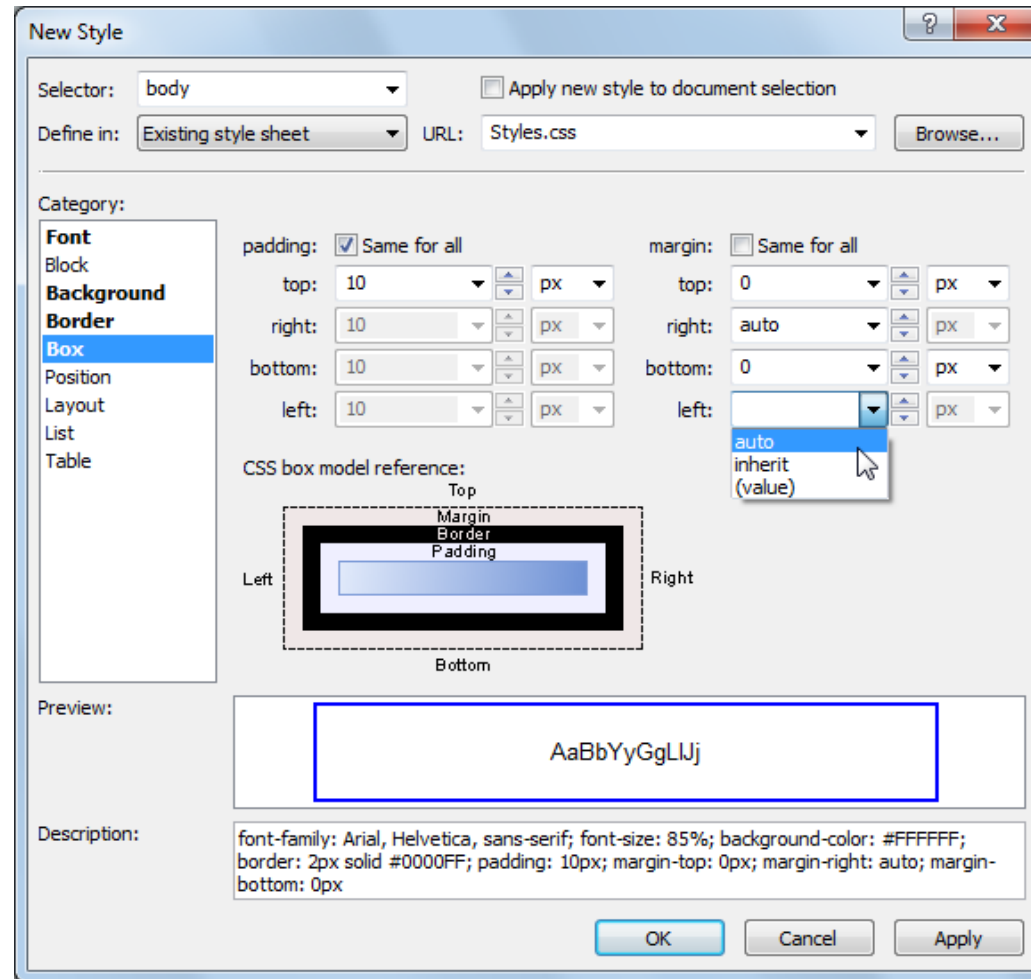 New Style
Selector: body Apply new style to document selection
Define in: Existing style sheet URL: Styles.css Browse...
Category:
Font
Block
Background
Border
Box
Position
Layout
List
Table
padding: Same for all margin: Same for all
top: 10 px top: 0 px
right: 10 px right: auto px
bottom: 10 px bottom: 0 px
left: 10 px left: px
auto
inherit
(value)
CSS box model reference:
Top
Margin
Border
Padding
Left Right
Bottom
Preview:
AaBbYyGgLlJj
Description:
font-family: Arial, Helvetica, sans-serif; font-size: 85%; background-color: #FFFFFF;
border: 2px solid #0000FF; padding: 10px; margin-top: 0px; margin-right: auto; margin-
bottom: 0px
OK Cancel Apply